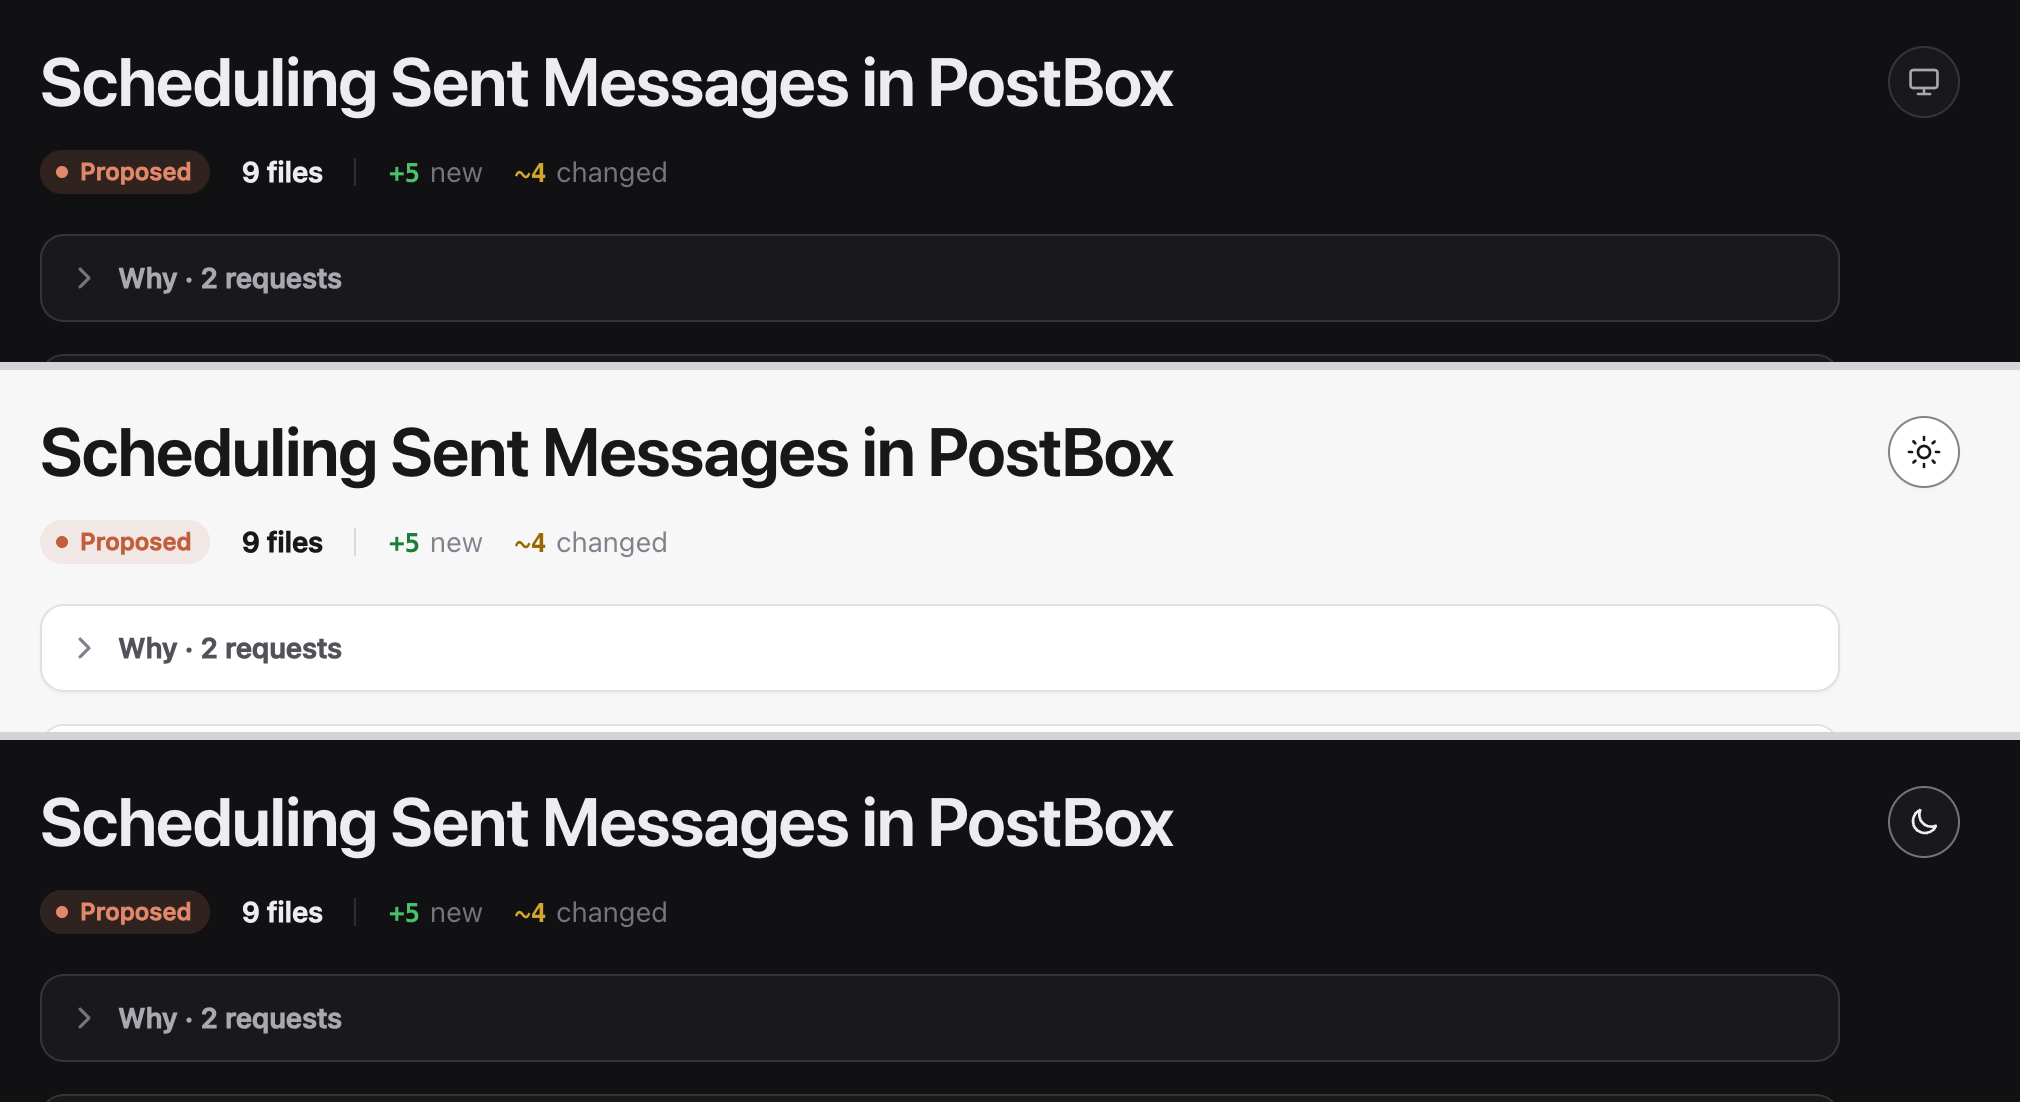 Scheduling Sent Messages in PostBox
Proposed 9 files +5 new ~4 changed
Why · 2 requests
Scheduling Sent Messages in PostBox
Proposed 9 files +5 new ~4 changed
Why · 2 requests
Scheduling Sent Messages in PostBox
Proposed 9 files +5 new ~4 changed
Why · 2 requests